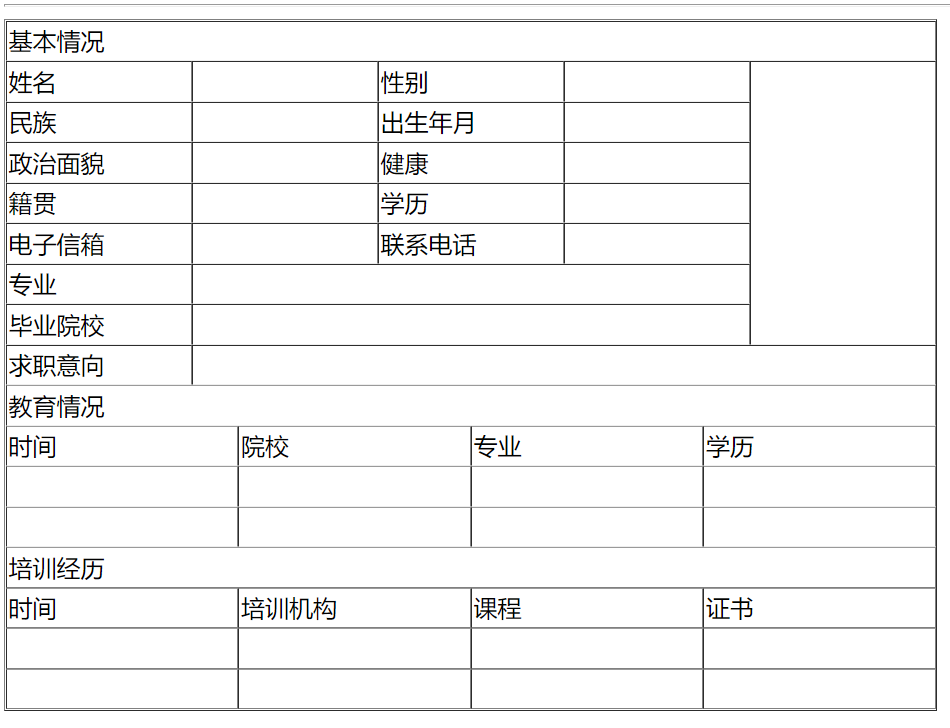 基本情况
姓名 性别
民族 出生年月
政治面貌 健康
籍贯 学历
电子信箱 联系电话
专业
毕业院校
求职意向
教育情况
时间 院校 专业 学历
培训经历
时间 培训机构 课程 证书